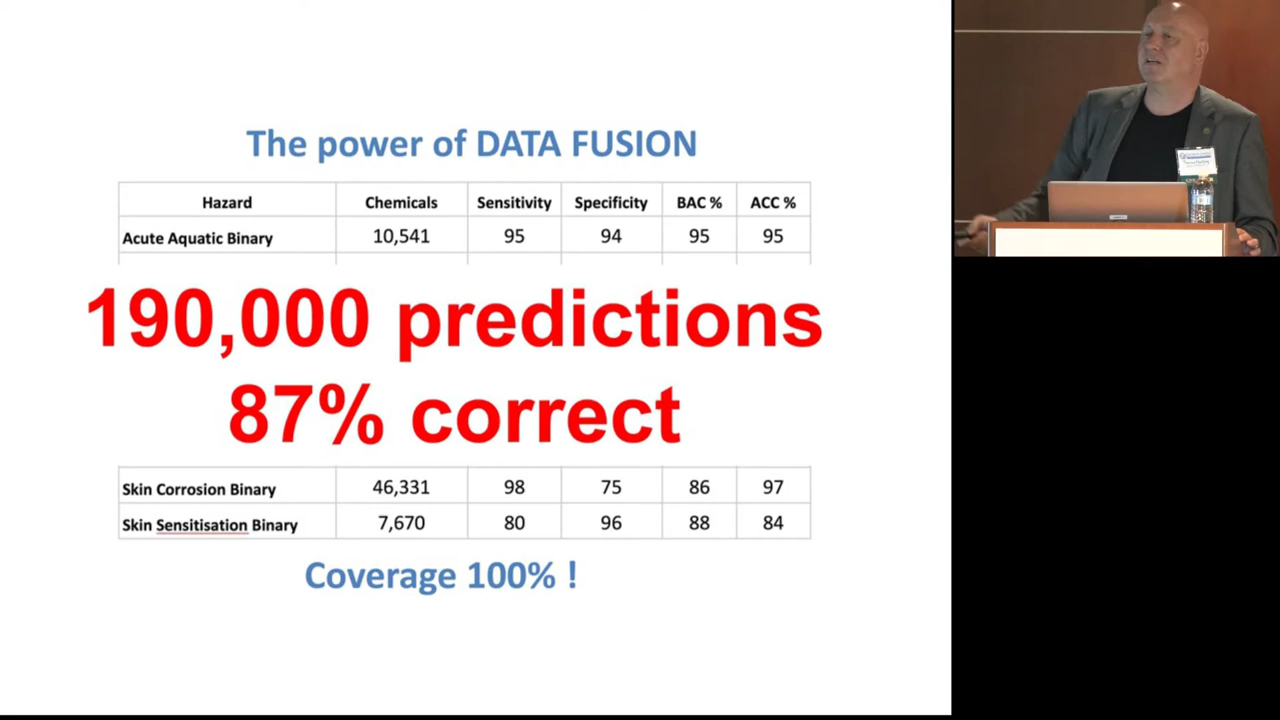 The power of DATA FUSION
Hazard Chemicals Sensitivity Specificity BAC % ACC %
Acute Aquatic Binary 10,541 95 94 95 95
190,000 predictions
87% correct
Skin Corrosion Binary 46,331 98 75 86 97
Skin Sensitisation Binary 7,670 80 96 88 84
Coverage 100% !